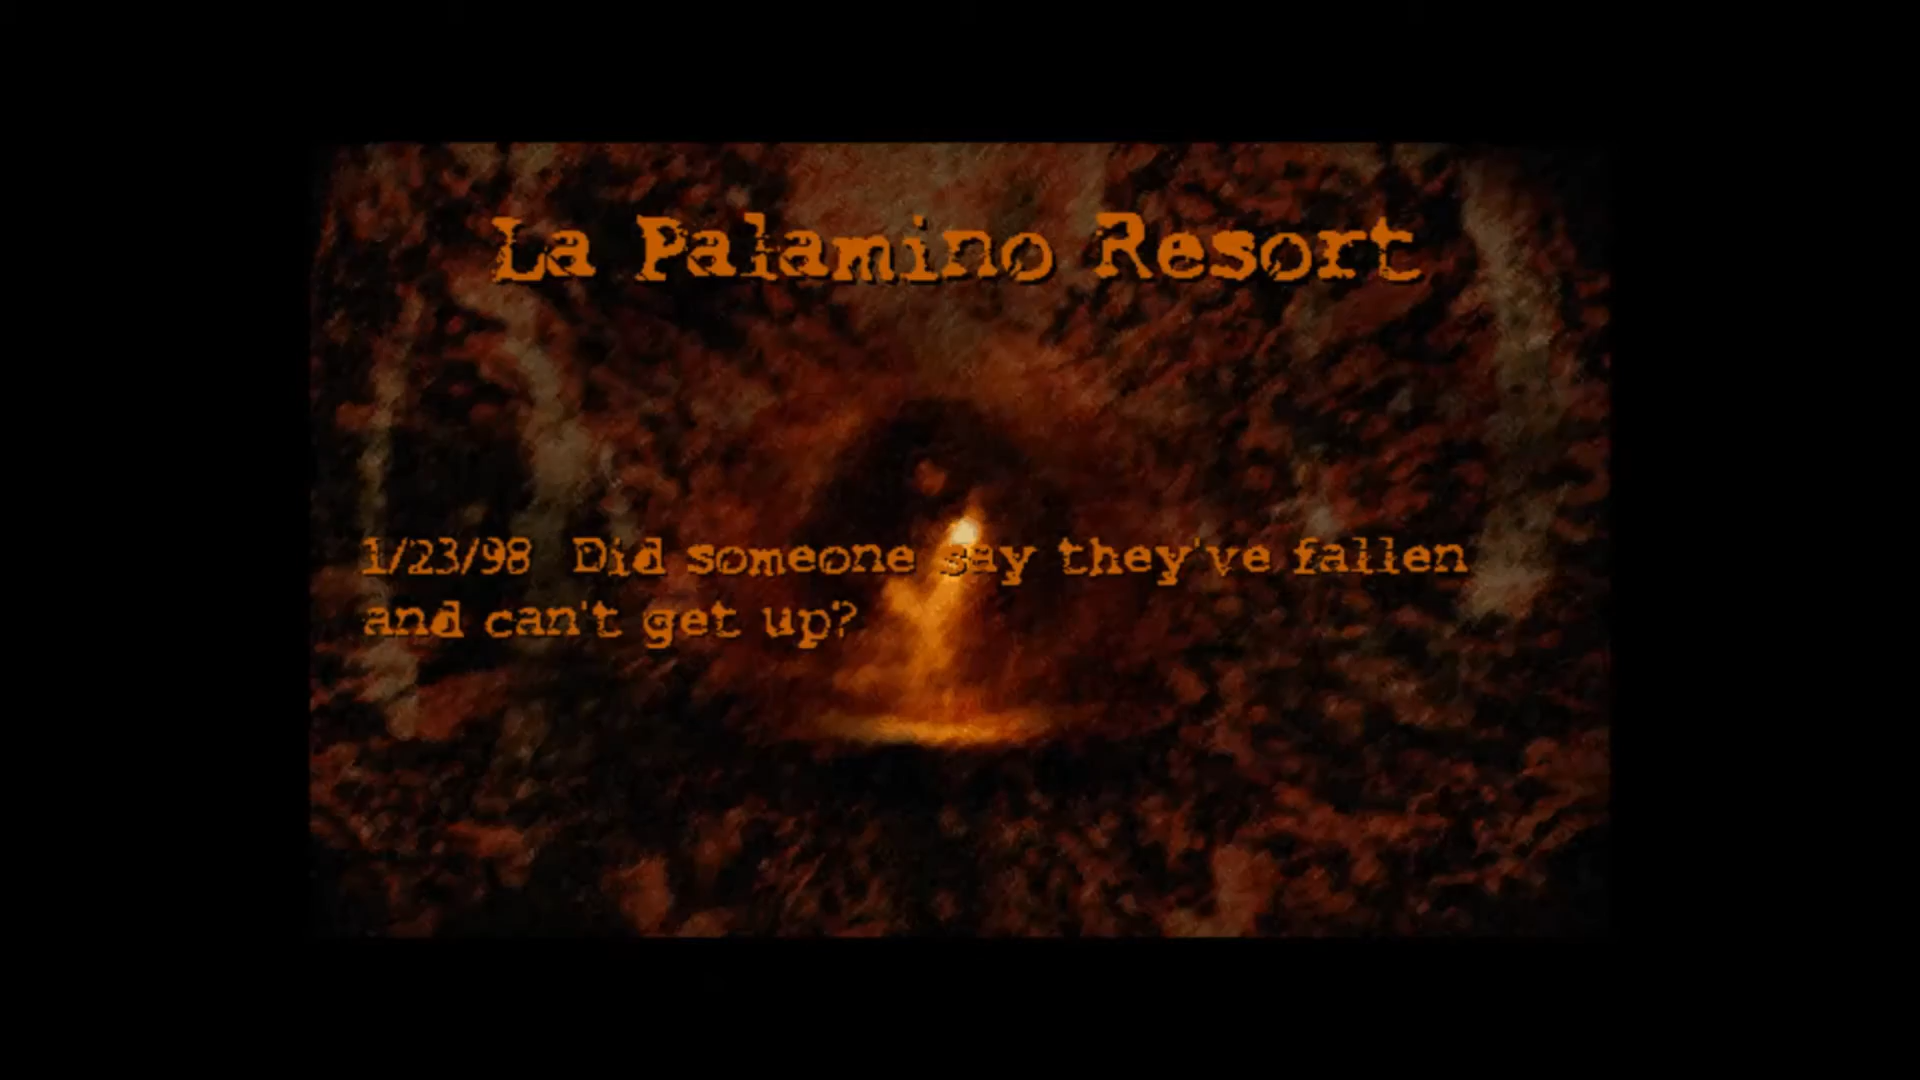 La Palamino Resort
1/23/98 Did someone say they've fallen
and can't get up?